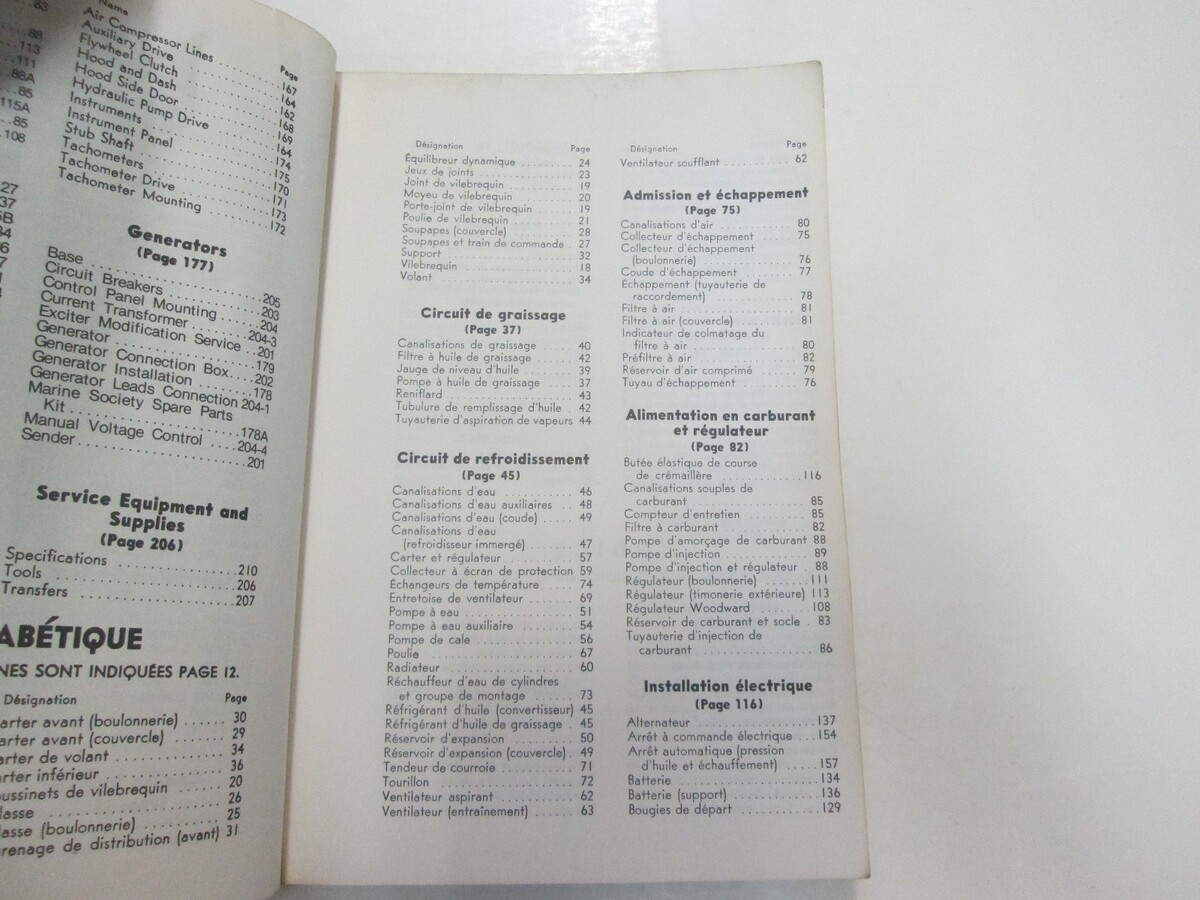 83
88
113
111
88A
85
115A
85
108
27
37
5B
34
Name
Page
Air Compressor Lines 167
Auxiliary Drive 164
Flywheel Clutch 162
Hood and Dash 168
Hood Side Door 169
Hydraulic Pump Drive 164
Instruments 174
Instrument Panel 175
Stub Shaft 170
Tachometers 171
Tachometer Drive 173
Tachometer Mounting 172
Generators
(Page 177)
Base 205
Circuit Breakers 203
Control Panel Mounting 204
Current Transformer 204-3
Exciter Modification Service 201
Generator 179
Generator Connection Box 202
Generator Installation 178
Generator Leads Connection 204-1
Marine Society Spare Parts
Kit 178A
Manual Voltage Control 204-4
Sender 201
Service Equipment and
Supplies
(Page 206)
Specifications 210
Tools 206
Transfers 207
ABÉTIQUE
NES SONT INDIQUÉES PAGE 12.
Désignation Page
arter avant (boulonnerie) 30
arter avant (couvercle) 29
arter de volant 34
arter inférieur 36
oussinets de vilebrequin 20
lasse 26
lasse (boulonnerie) 25
renage de distribution (avant) 31
Désignation Page
Équilibreur dynamique 24
Jeux de joints 23
Joint de vilebrequin 19
Moyeu de vilebrequin 20
Porte-joint de vilebrequin 19
Poulie de vilebrequin 21
Soupapes (couvercle) 28
Soupapes et train de commande 27
Support 32
Vilebrequin 18
Volant 34
Circuit de graissage
(Page 37)
Canalisations de graissage 40
Filtre à huile de graissage 42
Jauge de niveau d'huile 39
Pompe à huile de graissage 37
Reniflard 43
Tubulure de remplissage d'huile 42
Tuyauterie d'aspiration de vapeurs 44
Circuit de refroidissement
(Page 45)
Canalisations d'eau 46
Canalisations d'eau auxiliaires 48
Canalisations d'eau (coude) 49
Canalisations d'eau
(refroidisseur immergé) 47
Carter et régulateur 57
Collecteur à écran de protection 59
Echangeurs de température 74
Entretoise de ventilateur 69
Pompe à eau 51
Pompe à eau auxiliaire 54
Pompe de cale 56
Poulie 67
Radiateur 60
Réchauffeur d'eau de cylindres
et groupe de montage 73
Réfrigérant d'huile (convertisseur) 45
Réfrigérant d'huile de graissage 45
Réservoir d'expansion 50
Réservoir d'expansion (couvercle) 49
Tendeur de courroie 71
Tourillon 72
Ventilateur aspirant 62
Ventilateur (entraînement) 63
Désignation Page
Ventilateur soufflant 62
Admission et échappement
(Page 75)
Canalisations d'air 80
Collecteur d'échappement 75
Collecteur d'échappement
(boulonnerie) 76
Coude d'échappement 77
Echappement (tuyauterie de
raccordement) 78
Filtre à air 81
Filtre à air (couvercle) 81
Indicateur de colmatage du
filtre à air 80
Préfiltre à air 82
Réservoir d'air comprimé 79
Tuyau d'échappement 76
Alimentation en carburant
et régulateur
(Page 82)
Butée élastique de course
de crémaillère 116
Canalisations souples de
carburant 85
Compteur d'entretien 85
Filtre à carburant 82
Pompe d'amorçage de carburant 88
Pompe d'injection 89
Pompe d'injection et régulateur 88
Régulateur (boulonnerie) 111
Régulateur (timonerie extérieure) 113
Régulateur Woodward 108
Réservoir de carburant et socle 83
Tuyauterie d'injection de
carburant 86
Installation électrique
(Page 116)
Alternateur 137
Arrêt à commande électrique 154
Arrêt automatique (pression
d'huile et échauffement) 157
Batterie 134
Batterie (support) 136
Bougies de départ 129